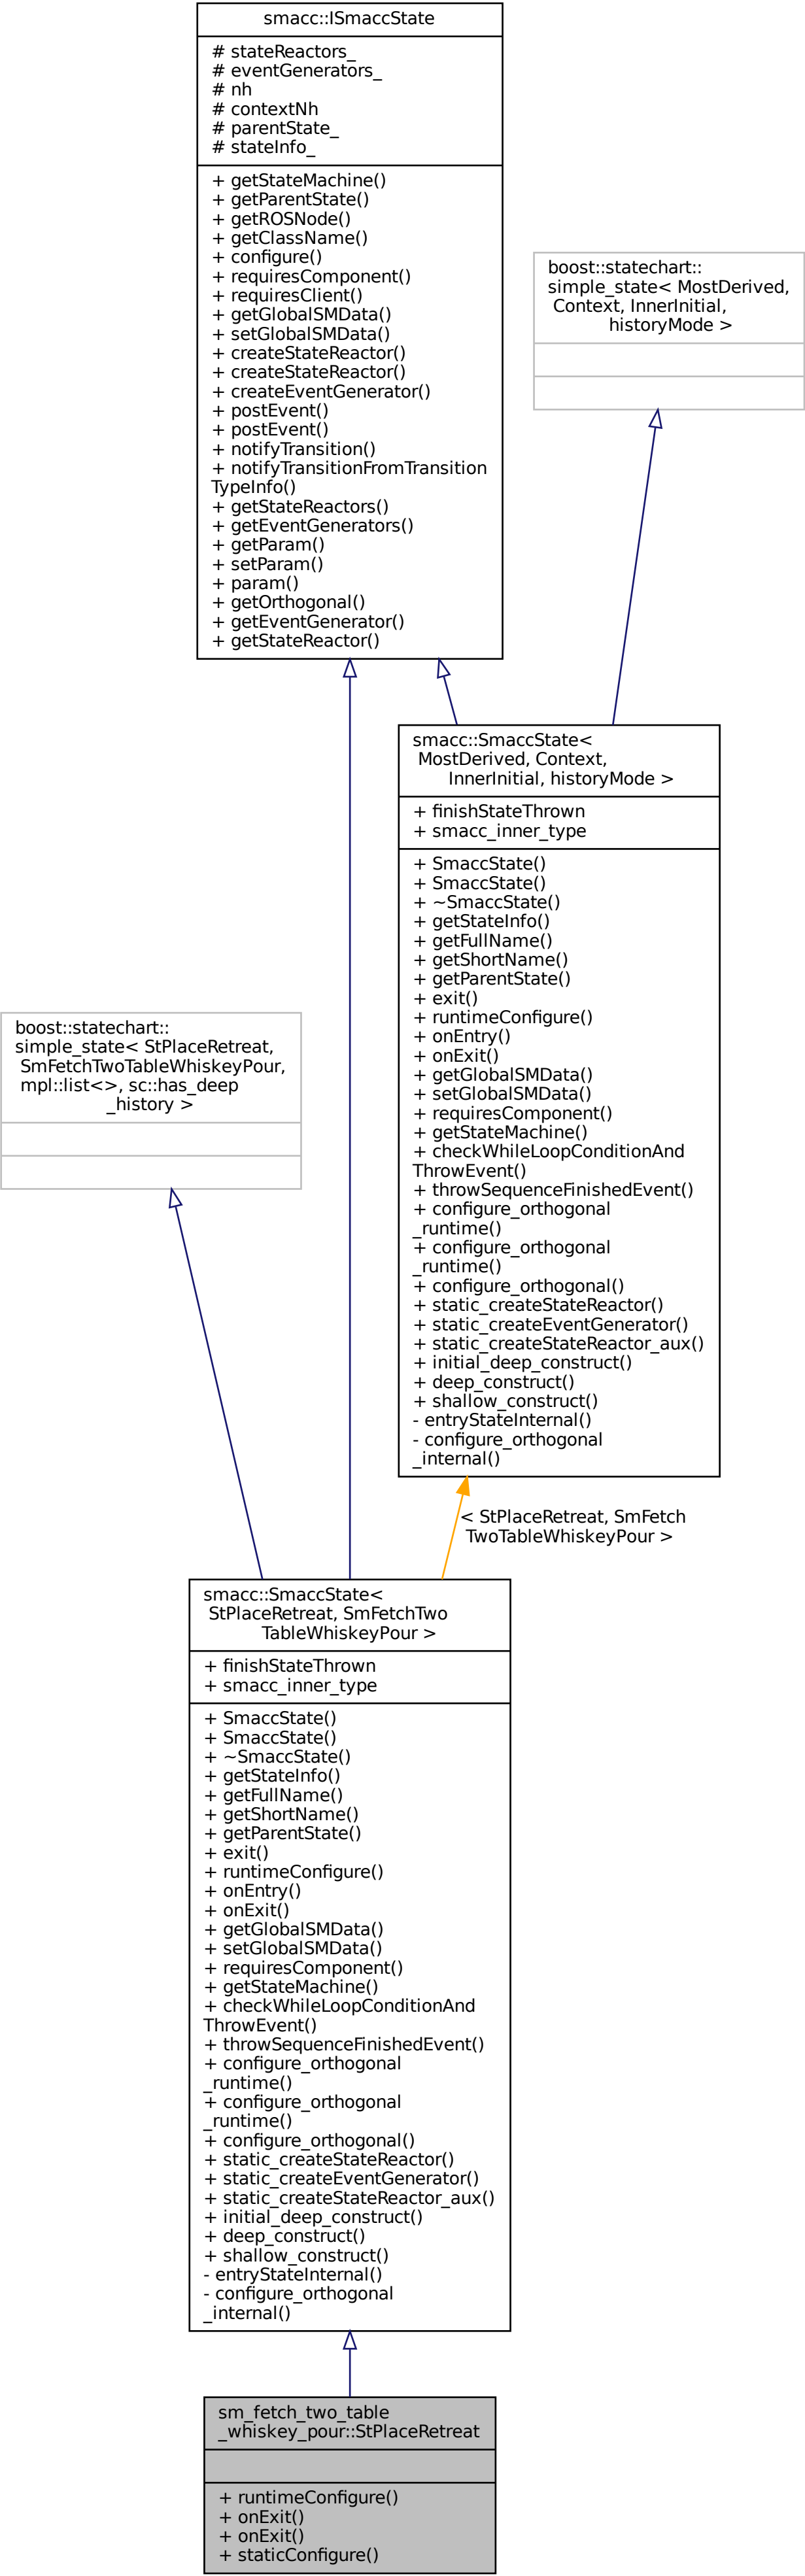 smacc::ISmaccState
# stateReactors_
# eventGenerators_
# nh
# contextNh
# parentState_
# stateInfo_
+ getStateMachine()
+ getParentState()
+ getROSNode()
+ getClassName()
+ configure()
+ requiresComponent()
+ requiresClient()
+ getGlobalSMData()
+ setGlobalSMData()
+ createStateReactor()
+ createStateReactor()
+ createEventGenerator()
+ postEvent()
+ postEvent()
+ notifyTransition()
+ notifyTransitionFromTransition
TypeInfo()
+ getStateReactors()
+ getEventGenerators()
+ getParam()
+ setParam()
+ param()
+ getOrthogonal()
+ getEventGenerator()
+ getStateReactor()
boost::statechart::
simple_state< MostDerived,
Context, InnerInitial,
historyMode >
smacc::SmaccState<
MostDerived, Context,
InnerInitial, historyMode >
+ finishStateThrown
+ smacc_inner_type
+ SmaccState()
+ SmaccState()
+ ~SmaccState()
+ getStateInfo()
+ getFullName()
+ getShortName()
+ getParentState()
+ exit()
+ runtimeConfigure()
+ onEntry()
+ onExit()
+ getGlobalSMData()
+ setGlobalSMData()
+ requiresComponent()
+ getStateMachine()
+ checkWhileLoopConditionAnd
ThrowEvent()
+ throwSequenceFinishedEvent()
+ configure_orthogonal
_runtime()
+ configure_orthogonal
_runtime()
+ configure_orthogonal()
+ static_createStateReactor()
+ static_createEventGenerator()
+ static_createStateReactor_aux()
+ initial_deep_construct()
+ deep_construct()
+ shallow_construct()
- entryStateInternal()
- configure_orthogonal
_internal()
boost::statechart::
simple_state< StPlaceRetreat,
SmFetchTwoTableWhiskeyPour,
mpl::list<>, sc::has_deep
_history >
< StPlaceRetreat, SmFetch
TwoTableWhiskeyPour >
smacc::SmaccState<
StPlaceRetreat, SmFetchTwo
TableWhiskeyPour >
+ finishStateThrown
+ smacc_inner_type
+ SmaccState()
+ SmaccState()
+ ~SmaccState()
+ getStateInfo()
+ getFullName()
+ getShortName()
+ getParentState()
+ exit()
+ runtimeConfigure()
+ onEntry()
+ onExit()
+ getGlobalSMData()
+ setGlobalSMData()
+ requiresComponent()
+ getStateMachine()
+ checkWhileLoopConditionAnd
ThrowEvent()
+ throwSequenceFinishedEvent()
+ configure_orthogonal
_runtime()
+ configure_orthogonal
_runtime()
+ configure_orthogonal()
+ static_createStateReactor()
+ static_createEventGenerator()
+ static_createStateReactor_aux()
+ initial_deep_construct()
+ deep_construct()
+ shallow_construct()
- entryStateInternal()
- configure_orthogonal
_internal()
sm_fetch_two_table
_whiskey_pour::StPlaceRetreat
+ runtimeConfigure()
+ onExit()
+ onExit()
+ staticConfigure()